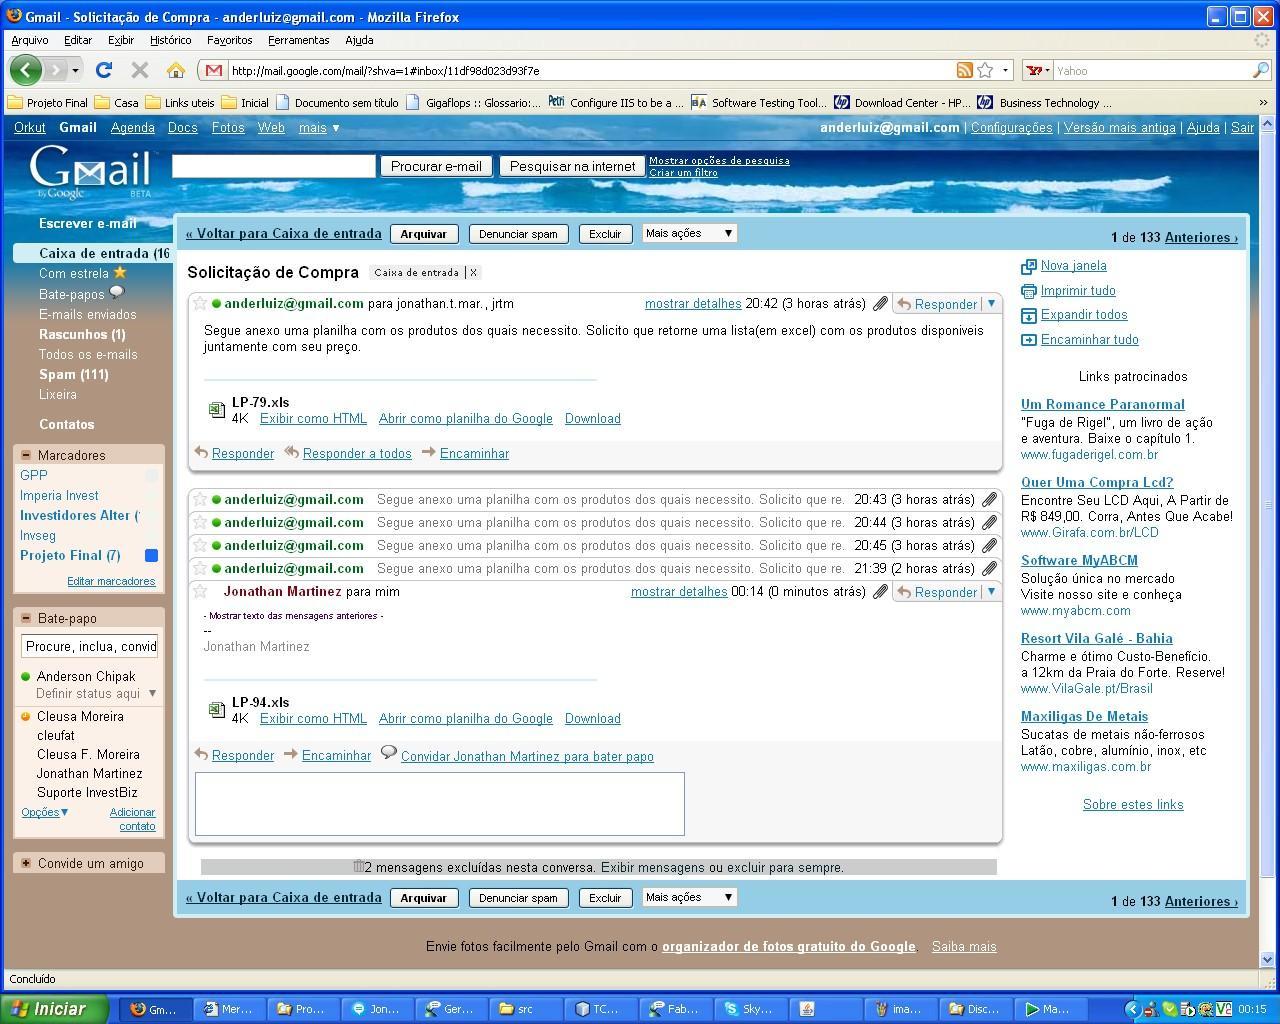 Gmail - Solicitação de Compra - anderluiz@gmail.com - Mozilla Firefox
Arquivo Editar Exibir Histórico Favoritos Ferramentas Ajuda
http://mail.google.com/mail/?shva=1#inbox/11df98d023d93f7e
Yahoo
Projeto Final Casa Links uteis Inicial Documento sem título Gigaflops :: Glossario:... Petri Configure IIS to be a ... Software Testing Tool... Download Center - HP... Business Technology ... »
Orkut Gmail Agenda Docs Fotos Web mais ▼
anderluiz@gmail.com | Configurações | Versão mais antiga | Ajuda | Sair
Gmail
by Google BETA
Procurar e-mail Pesquisar na internet Mostrar opções de pesquisa
Criar um filtro
Escrever e-mail
Caixa de entrada (16
Com estrela
Bate-papos
E-mails enviados
Rascunhos (1)
Todos os e-mails
Spam (111)
Lixeira
Contatos
Marcadores
GPP
Imperia Invest
Investidores Alter (
Invseg
Projeto Final (7)
Editar marcadores
Bate-papo
Procure, inclua, convid
Anderson Chipak
Definir status aqui ▼
Cleusa Moreira
cleufat
Cleusa F. Moreira
Jonathan Martinez
Suporte InvestBiz
Opções▼ Adicionar
contato
Convide um amigo
« Voltar para Caixa de entrada Arquivar Denunciar spam Excluir Mais ações ▼
1 de 133 Anteriores ›
Solicitação de Compra Caixa de entrada | X
anderluiz@gmail.com para jonathan.t.mar., jrtm mostrar detalhes 20:42 (3 horas atrás) Responder ▼
Segue anexo uma planilha com os produtos dos quais necessito. Solicito que retorne uma lista(em excel) com os produtos disponiveis
juntamente com seu preço.
LP-79.xls
4K Exibir como HTML Abrir como planilha do Google Download
Responder Responder a todos Encaminhar
anderluiz@gmail.com Segue anexo uma planilha com os produtos dos quais necessito. Solicito que re. 20:43 (3 horas atrás)
anderluiz@gmail.com Segue anexo uma planilha com os produtos dos quais necessito. Solicito que re. 20:44 (3 horas atrás)
anderluiz@gmail.com Segue anexo uma planilha com os produtos dos quais necessito. Solicito que re. 20:45 (3 horas atrás)
anderluiz@gmail.com Segue anexo uma planilha com os produtos dos quais necessito. Solicito que re. 21:39 (2 horas atrás)
Jonathan Martinez para mim mostrar detalhes 00:14 (0 minutos atrás) Responder ▼
- Mostrar texto das mensagens anteriores -
--
Jonathan Martinez
LP-94.xls
4K Exibir como HTML Abrir como planilha do Google Download
Responder Encaminhar Convidar Jonathan Martinez para bater papo
2 mensagens excluídas nesta conversa. Exibir mensagens ou excluir para sempre.
« Voltar para Caixa de entrada Arquivar Denunciar spam Excluir Mais ações ▼
1 de 133 Anteriores ›
Nova janela
Imprimir tudo
Expandir todos
Encaminhar tudo
Links patrocinados
Um Romance Paranormal
"Fuga de Rigel", um livro de ação
e aventura. Baixe o capítulo 1.
www.fugaderigel.com.br
Quer Uma Compra Lcd?
Encontre Seu LCD Aqui, A Partir de
R$ 849,00. Corra, Antes Que Acabe!
www.Girafa.com.br/LCD
Software MyABCM
Solução única no mercado
Visite nosso site e conheça
www.myabcm.com
Resort Vila Galé - Bahia
Charme e ótimo Custo-Benefício.
a 12km da Praia do Forte. Reserve!
www.VilaGale.pt/Brasil
Maxiligas De Metais
Sucatas de metais não-ferrosos
Latão, cobre, alumínio, inox, etc
www.maxiligas.com.br
Sobre estes links
Envie fotos facilmente pelo Gmail com o organizador de fotos gratuito do Google. Saiba mais
Concluído
Iniciar Gm... Mer... Pro... Jon... Ger... src TC... Fab... Sky... ima... Disc... Ma... 00:15